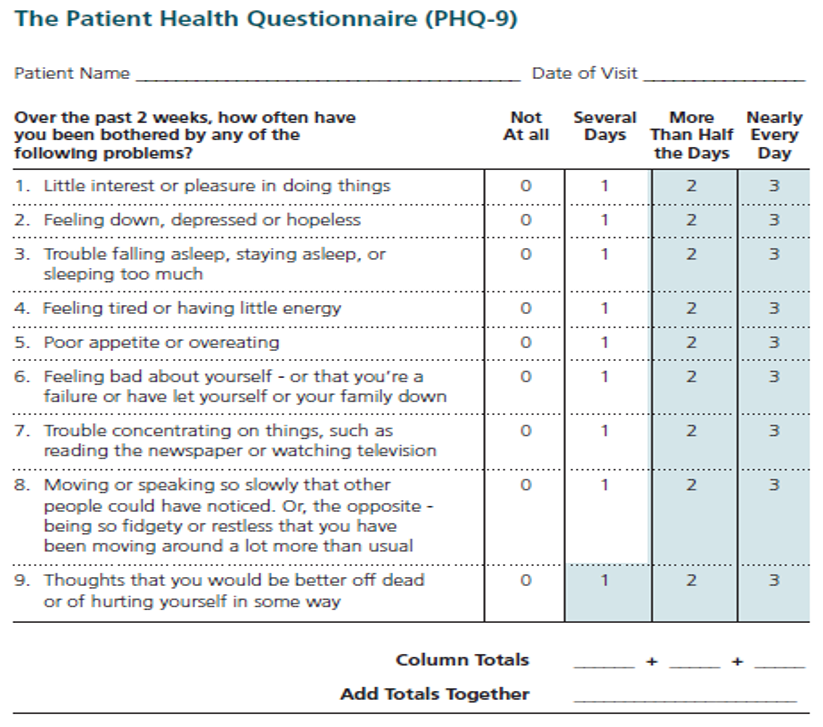 The Patient Health Questionnaire (PHQ-9)
Patient Name ______ Date of Visit ______
Over the past 2 weeks, how often have you been bothered by any of the following problems? Not At all Several Days More Than Half the Days Nearly Every Day
1. Little interest or pleasure in doing things 0 1 2 3
2. Feeling down, depressed or hopeless 0 1 2 3
3. Trouble falling asleep, staying asleep, or 0 1 2 3
sleeping too much
4. Feeling tired or having little energy 0 1 2 3
5. Poor appetite or overeating 0 1 2 3
6. Feeling bad about yourself - or that you're a 0 1 2 3
failure or have let yourself or your family down
7. Trouble concentrating on things, such as 0 1 2 3
reading the newspaper or watching television
8. Moving or speaking so slowly that other 0 1 2 3
people could have noticed. Or, the opposite -
being so fidgety or restless that you have
been moving around a lot more than usual
9. Thoughts that you would be better off dead 0 1 2 3
or of hurting yourself in some way
Column Totals ___ + ___ + ___
Add Totals Together ______